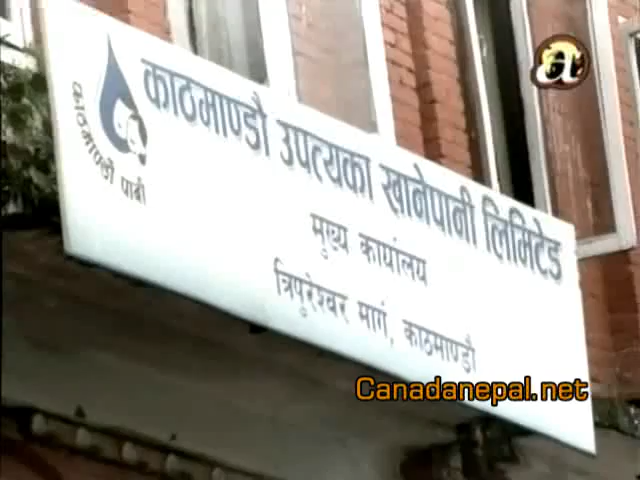 काठमाण्डौ उपत्यका खानेपानी लिमिटेड
मुख्य कार्यालय
त्रिपुरेश्वर मार्ग, काठमाण्डौ
काठमाण्डौ पानी
Canadanepal.net
a